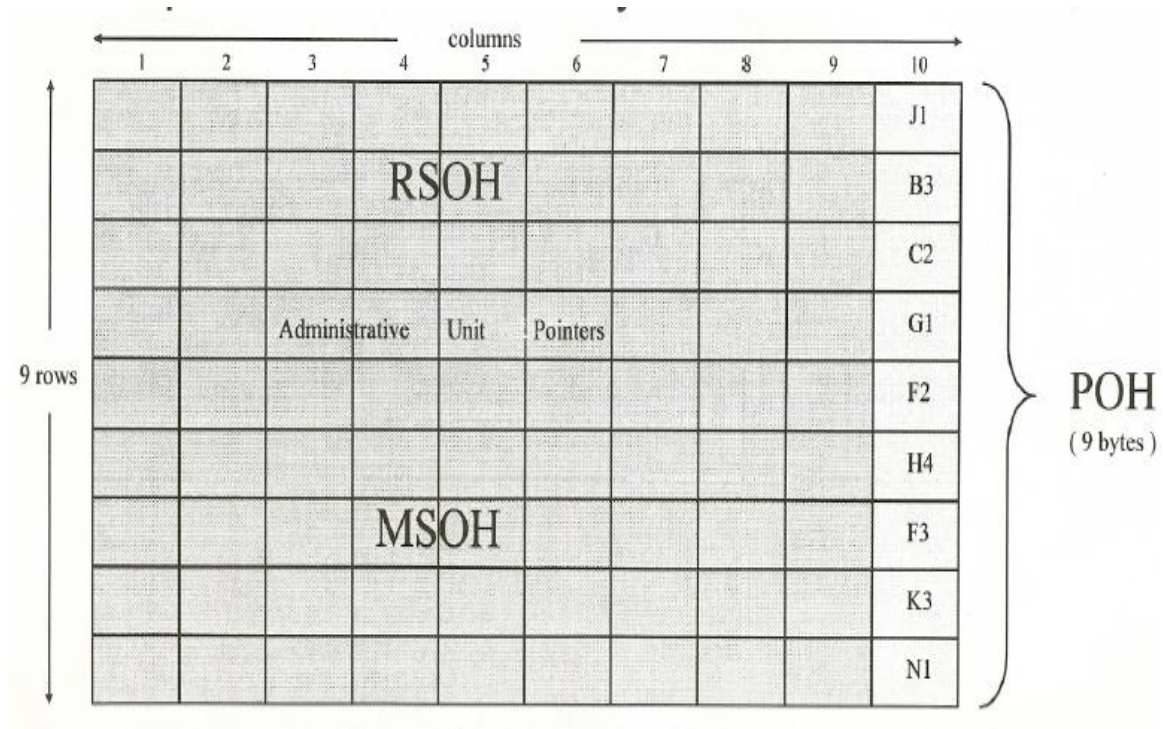 columns
1 2 3 4 5 6 7 8 9 10
J1
RSOH B3
C2
Administrative Unit Pointers G1
9 rows F2 POH
H4 ( 9 bytes )
MSOH F3
K3
N1